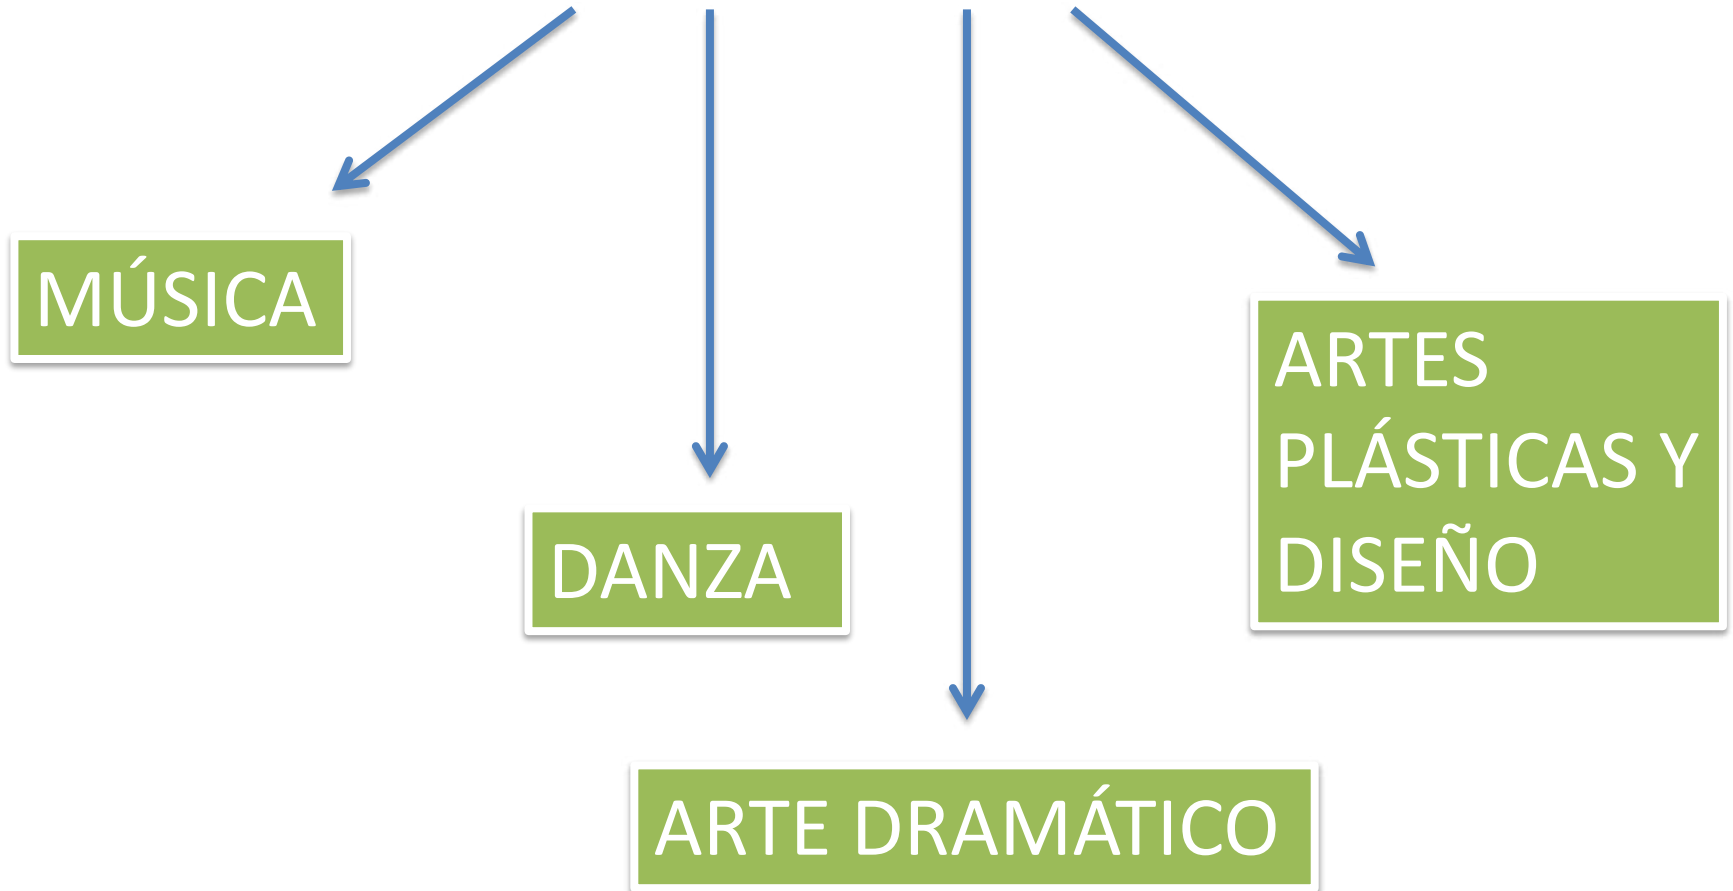 MÚSICA
ARTES
PLÁSTICAS Y
DISEÑO
DANZA
ARTE DRAMÁTICO